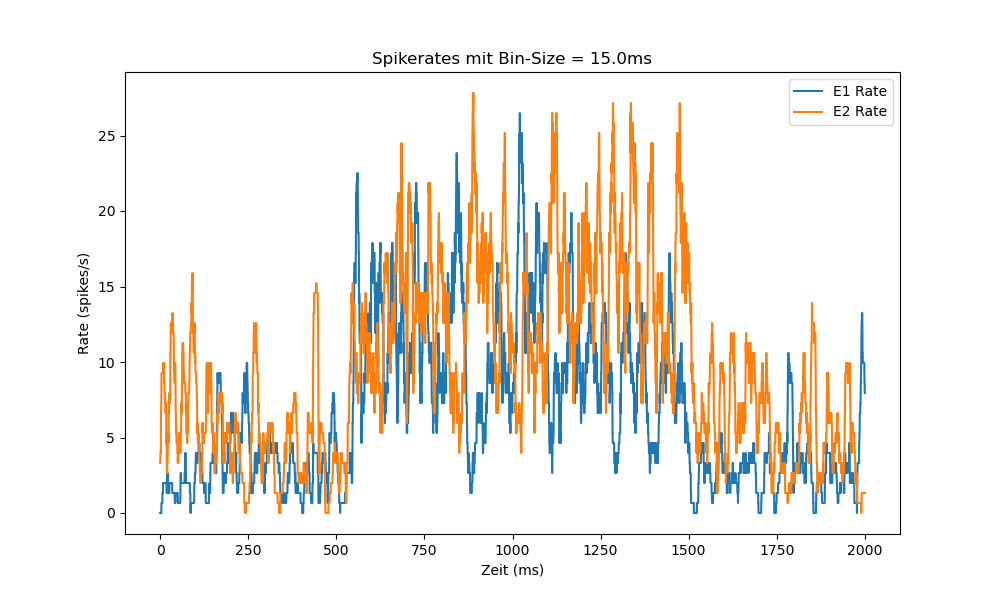 Spikerates mit Bin-Size = 15.0ms
E1 Rate
E2 Rate
Rate (spikes/s)
25
20
15
10
5
0
0 250 500 750 1000 1250 1500 1750 2000
Zeit (ms)